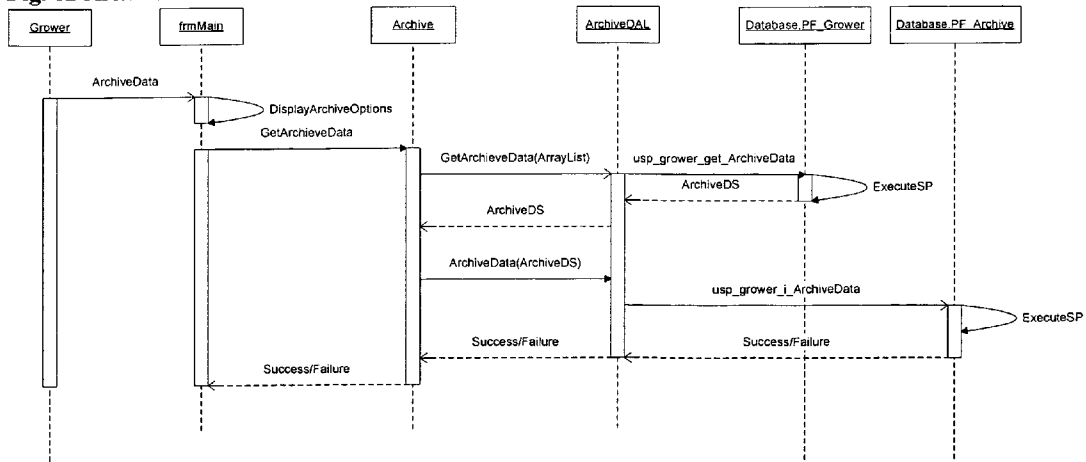 Grower
frmMain
Archive
ArchiveDAL
Database.PF_Grower
Database.PF_Archive
ArchiveData
DisplayArchiveOptions
GetArchieveData
GetArchieveData(ArrayList)
usp_grower_get_ArchiveData
ArchiveDS
ExecuteSP
ArchiveDS
ArchiveData(ArchiveDS)
usp_grower_i_ArchiveData
ExecuteSP
Success/Failure
Success/Failure
Success/Failure